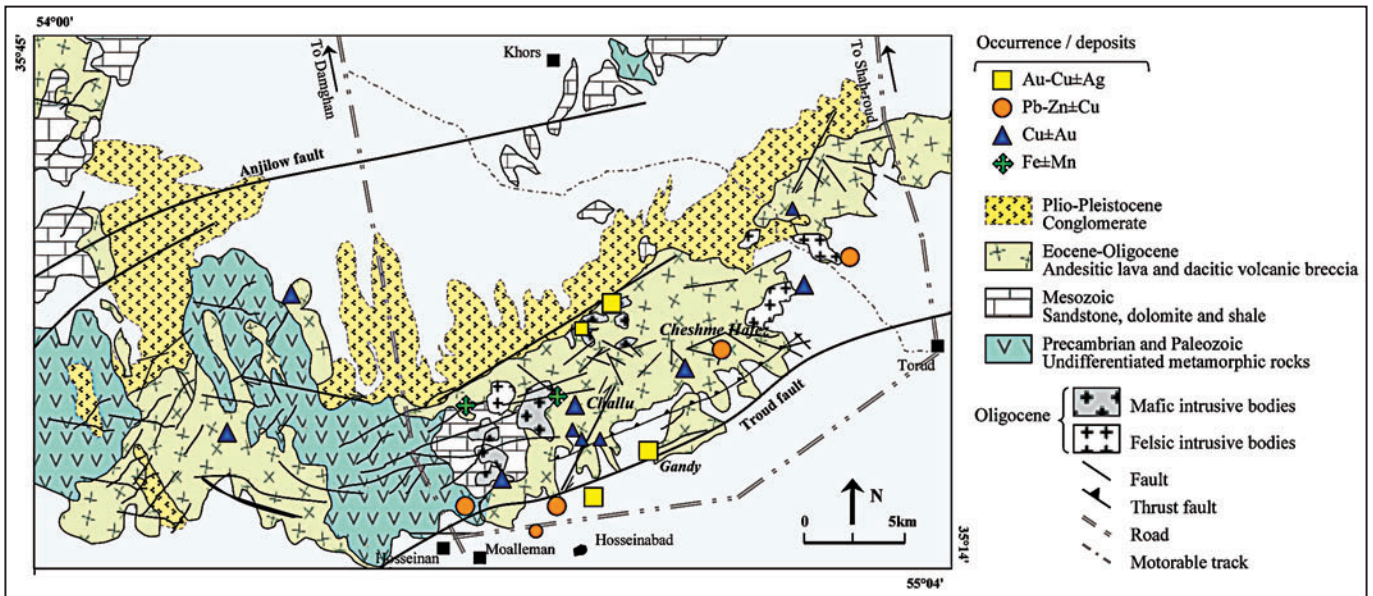 54°00'
35°45'
To Damghan
Khors
To Shah-roud
Anjilow fault
Cheshme Hafez
Torud
Challu
Troud fault
Gandy
N
0 5km
Hosseinan
Moalleman
Hosseinabad
35°14'
55°04'
Occurrence / deposits
Au-Cu±Ag
Pb-Zn±Cu
Cu±Au
Fe±Mn
Plio-Pleistocene
Conglomerate
Eocene-Oligocene
Andesitic lava and dacitic volcanic breccia
Mesozoic
Sandstone, dolomite and shale
Precambrian and Paleozoic
Undifferentiated metamorphic rocks
Oligocene
Mafic intrusive bodies
Felsic intrusive bodies
Fault
Thrust fault
Road
Motorable track